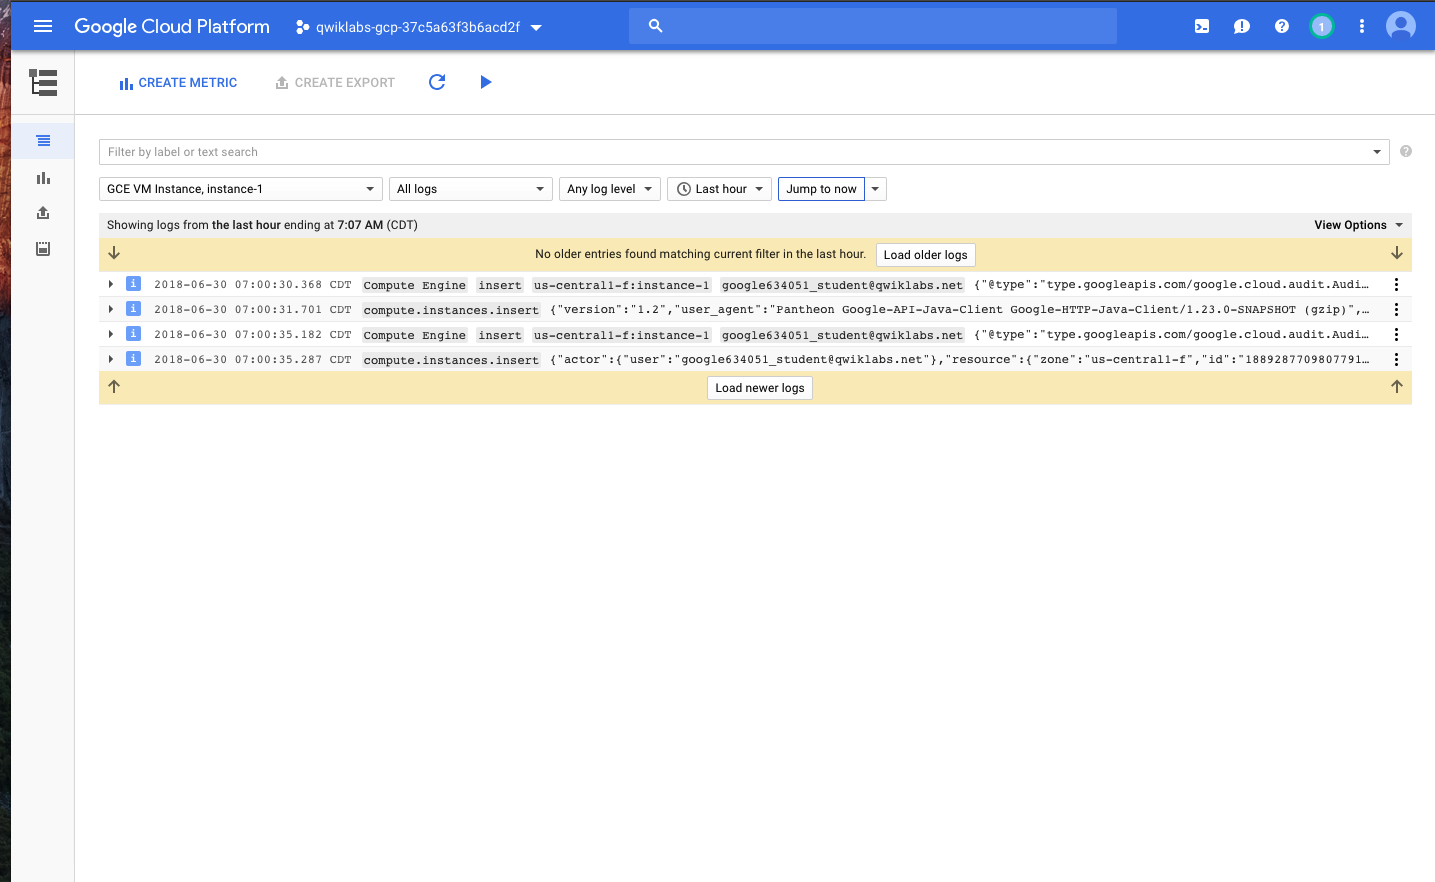 Google Cloud Platform qwiklabs-gcp-37c5a63f3b6acd2f 1
CREATE METRIC CREATE EXPORT
Filter by label or text search
GCE VM Instance, instance-1 All logs Any log level Last hour Jump to now
Showing logs from the last hour ending at 7:07 AM (CDT) View Options
No older entries found matching current filter in the last hour. Load older logs
i 2018-06-30 07:00:30.368 CDT Compute Engine insert us-central1-f:instance-1 google634051_student@qwiklabs.net {"@type":"type.googleapis.com/google.cloud.audit.Audi…
i 2018-06-30 07:00:31.701 CDT compute.instances.insert {"version":"1.2","user_agent":"Pantheon Google-API-Java-Client Google-HTTP-Java-Client/1.23.0-SNAPSHOT (gzip)",…
i 2018-06-30 07:00:35.182 CDT Compute Engine insert us-central1-f:instance-1 google634051_student@qwiklabs.net {"@type":"type.googleapis.com/google.cloud.audit.Audi…
i 2018-06-30 07:00:35.287 CDT compute.instances.insert {"actor":{"user":"google634051_student@qwiklabs.net"},"resource":{"zone":"us-central1-f","id":"1889287709807791…
Load newer logs